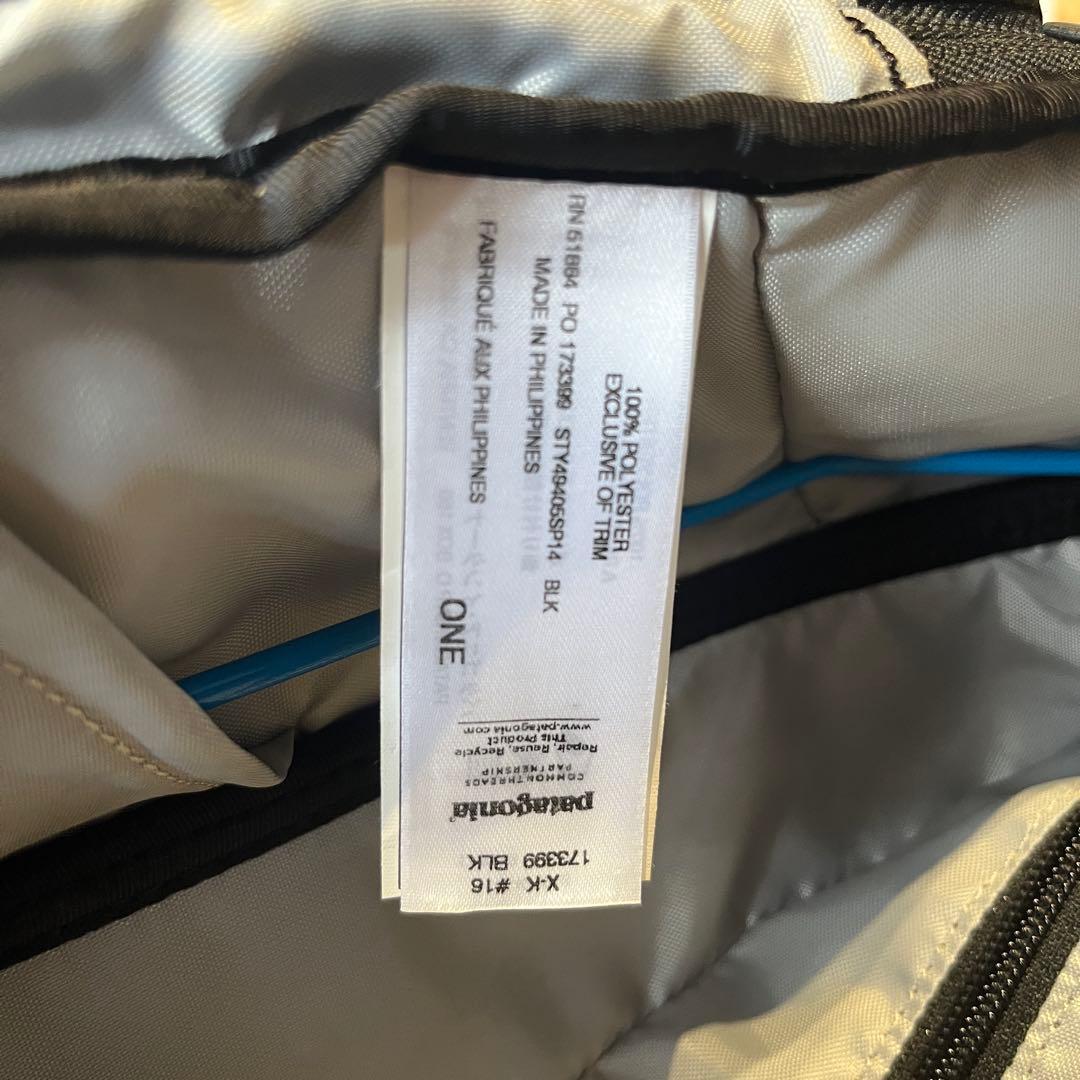 100% POLYESTER
EXCLUSIVE OF TRIM
RN 51884 PO 173399 STY49405SP14 BLK
MADE IN PHILIPPINES
FABRIQUÉ AUX PHILIPPINES
ONE
X-K #16
173399 BLK
patagonia
COMMON THREADS
PARTNERSHIP
Repair, Reuse, Recycle
This Product
www.patagonia.com